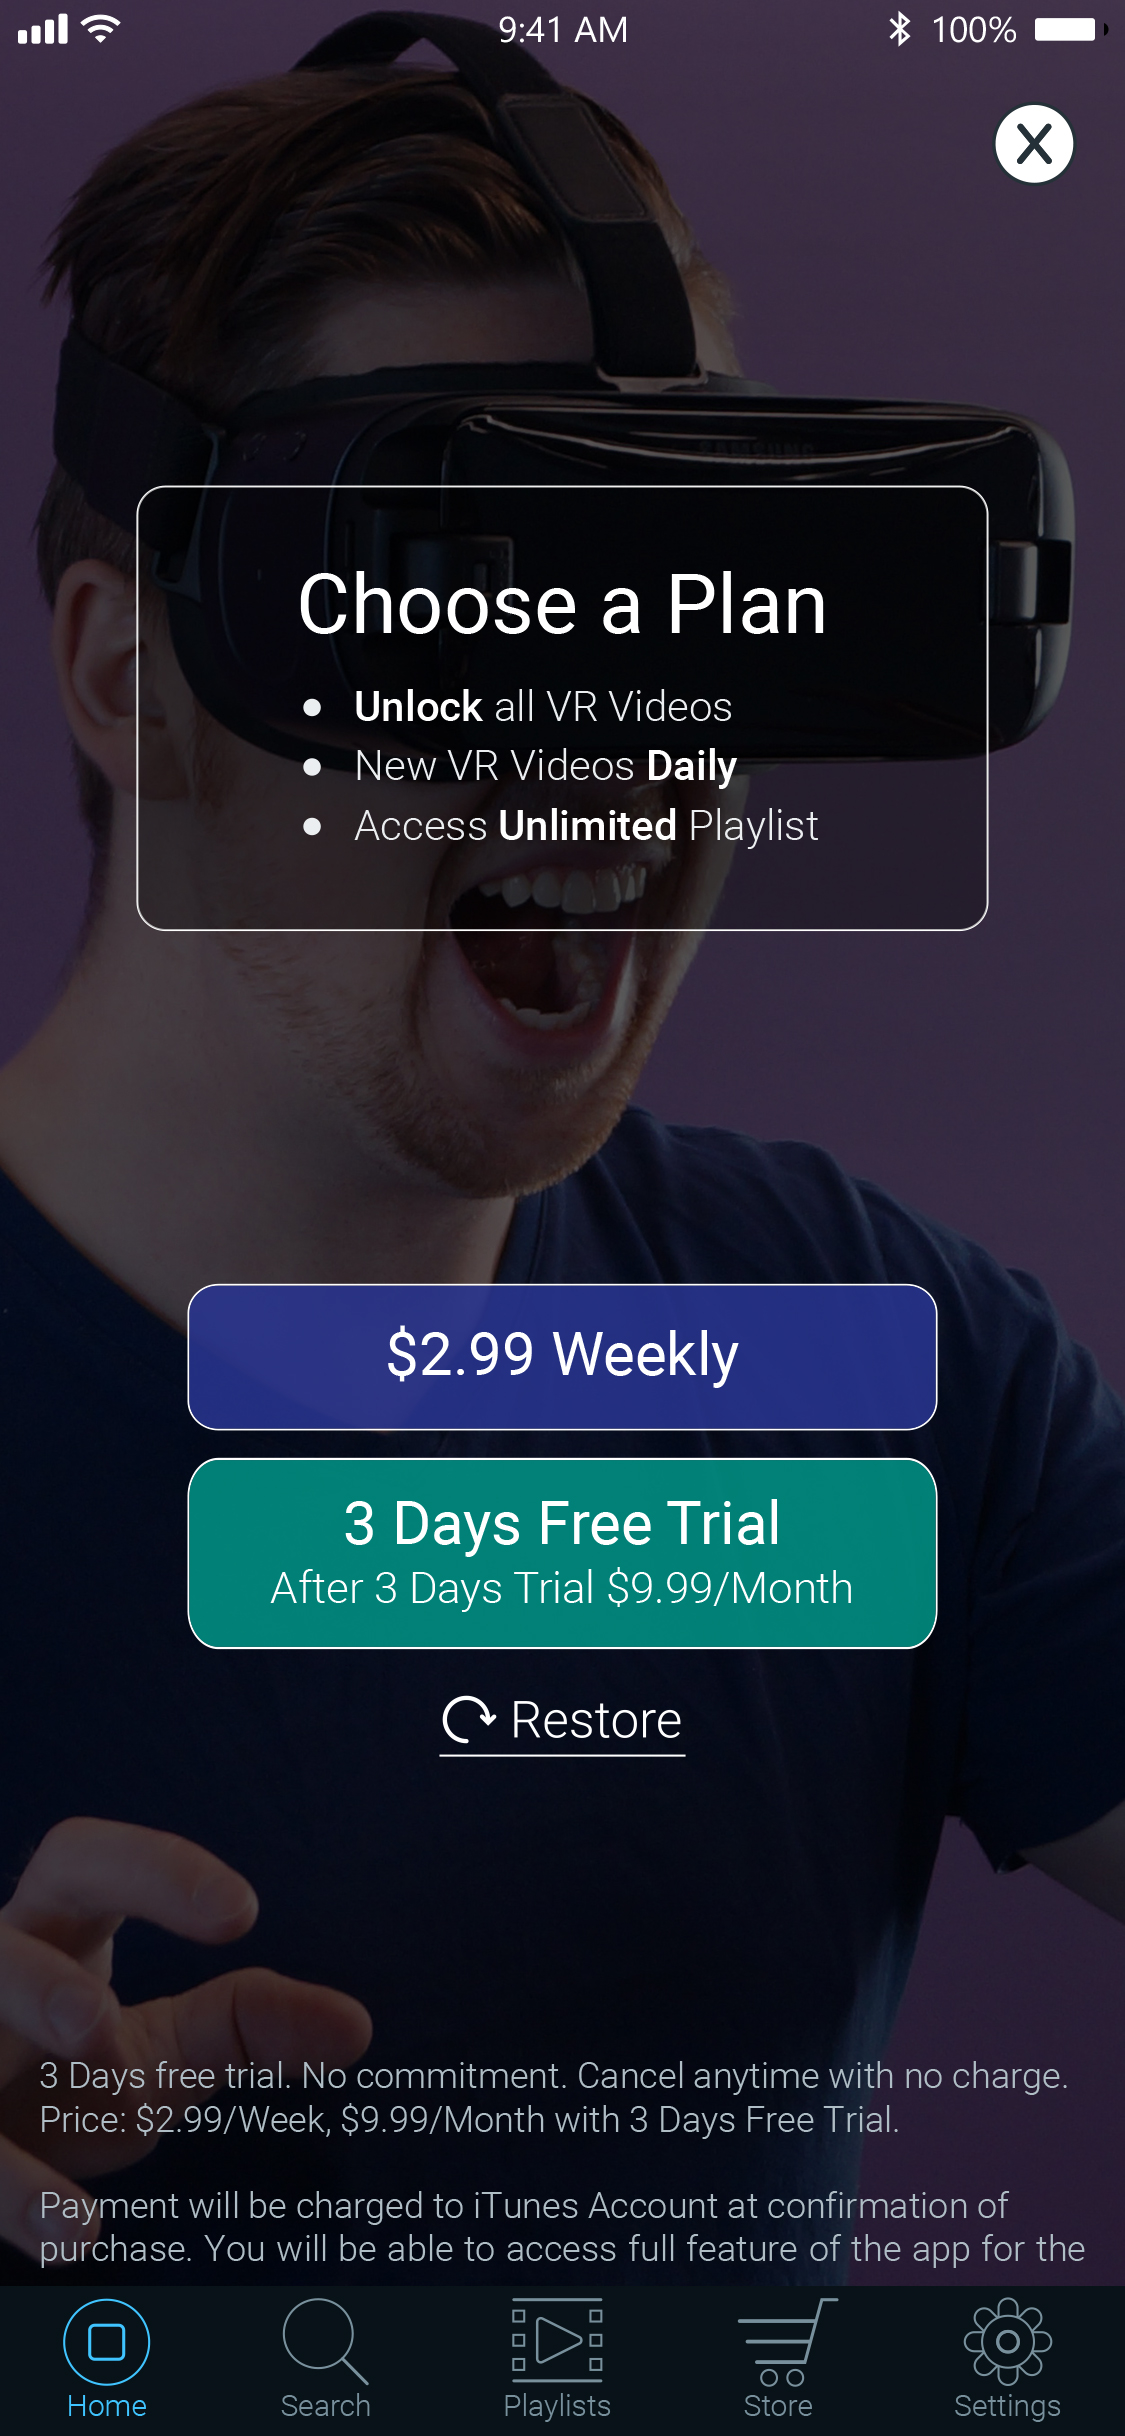 9:41 AM
100%
X
SAMSUNG
Choose a Plan
• Unlock all VR Videos
• New VR Videos Daily
• Access Unlimited Playlist
$2.99 Weekly
3 Days Free Trial
After 3 Days Trial $9.99/Month
Restore
3 Days free trial. No commitment. Cancel anytime with no charge.
Price: $2.99/Week, $9.99/Month with 3 Days Free Trial.
Payment will be charged to iTunes Account at confirmation of
purchase. You will be able to access full feature of the app for the
Home
Search
Playlists
Store
Settings